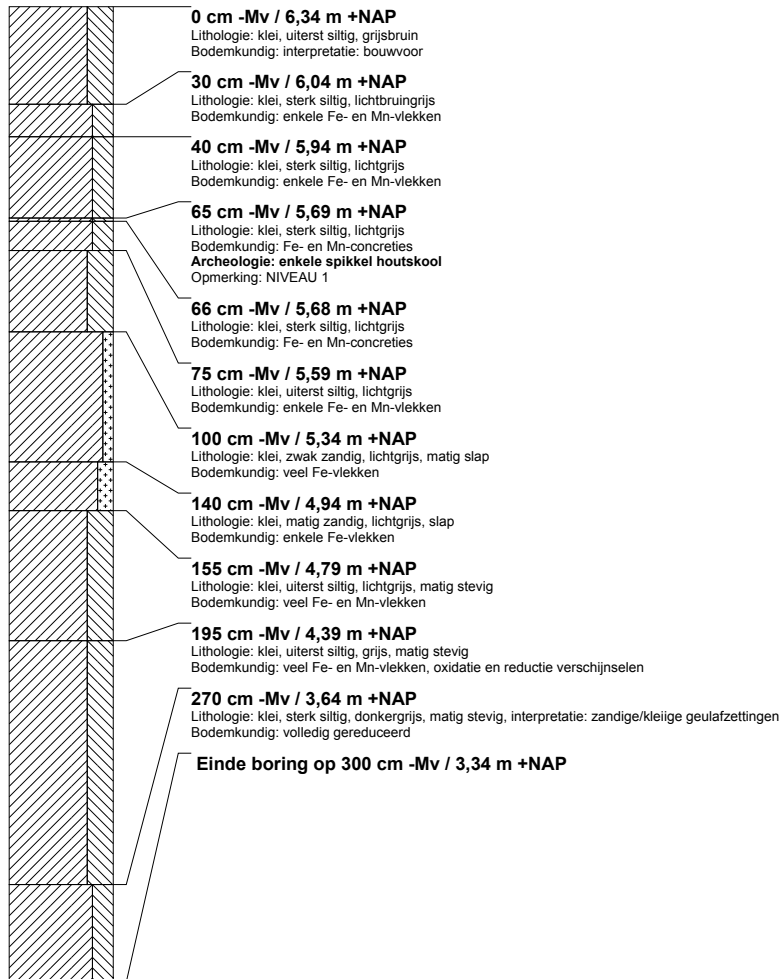 0 cm -Mv / 6,34 m +NAP
Lithologie: klei, uiterst siltig, grijsbruin
Bodemkundig: interpretatie: bouwvoor
30 cm -Mv / 6,04 m +NAP
Lithologie: klei, sterk siltig, lichtbruingrijs
Bodemkundig: enkele Fe- en Mn-vlekken
40 cm -Mv / 5,94 m +NAP
Lithologie: klei, sterk siltig, lichtgrijs
Bodemkundig: enkele Fe- en Mn-vlekken
65 cm -Mv / 5,69 m +NAP
Lithologie: klei, sterk siltig, lichtgrijs
Bodemkundig: Fe- en Mn-concreties
Archeologie: enkele spikkel houtskool
Opmerking: NIVEAU 1
66 cm -Mv / 5,68 m +NAP
Lithologie: klei, sterk siltig, lichtgrijs
Bodemkundig: Fe- en Mn-concreties
75 cm -Mv / 5,59 m +NAP
Lithologie: klei, uiterst siltig, lichtgrijs
Bodemkundig: enkele Fe- en Mn-vlekken
100 cm -Mv / 5,34 m +NAP
Lithologie: klei, zwak zandig, lichtgrijs, matig slap
Bodemkundig: veel Fe-vlekken
140 cm -Mv / 4,94 m +NAP
Lithologie: klei, matig zandig, lichtgrijs, slap
Bodemkundig: enkele Fe-vlekken
155 cm -Mv / 4,79 m +NAP
Lithologie: klei, uiterst siltig, lichtgrijs, matig stevig
Bodemkundig: veel Fe- en Mn-vlekken
195 cm -Mv / 4,39 m +NAP
Lithologie: klei, uiterst siltig, grijs, matig stevig
Bodemkundig: veel Fe- en Mn-vlekken, oxidatie en reductie verschijnselen
270 cm -Mv / 3,64 m +NAP
Lithologie: klei, sterk siltig, donkergrijs, matig stevig, interpretatie: zandige/kleiige geulafzettingen
Bodemkundig: volledig gereduceerd
Einde boring op 300 cm -Mv / 3,34 m +NAP